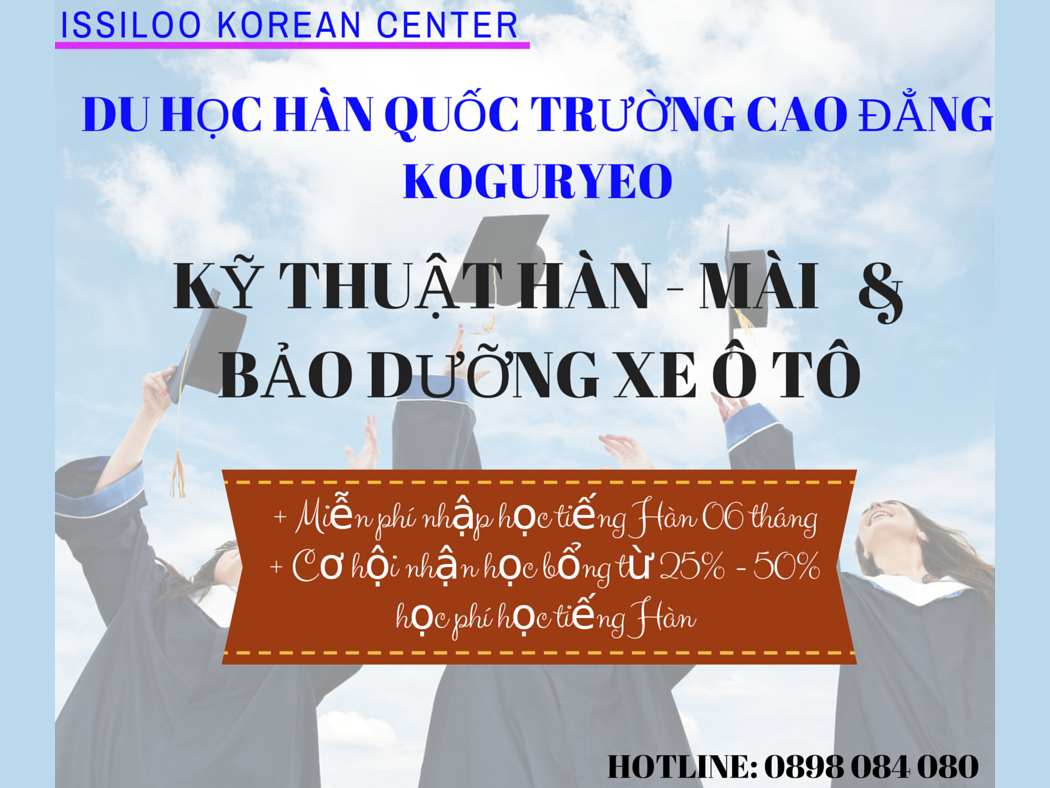 ISSILOO KOREAN CENTER
DU HỌC HÀN QUỐC TRƯỜNG CAO ĐẲNG
KOGURYEO
KỸ THUẬT HÀN - MÀI &
BẢO DƯỠNG XE Ô TÔ
+ Miễn phí nhập học tiếng Hàn 06 tháng
+ Cơ hội nhận học bổng từ 25% - 50%
học phí học tiếng Hàn
HOTLINE: 0898 084 080